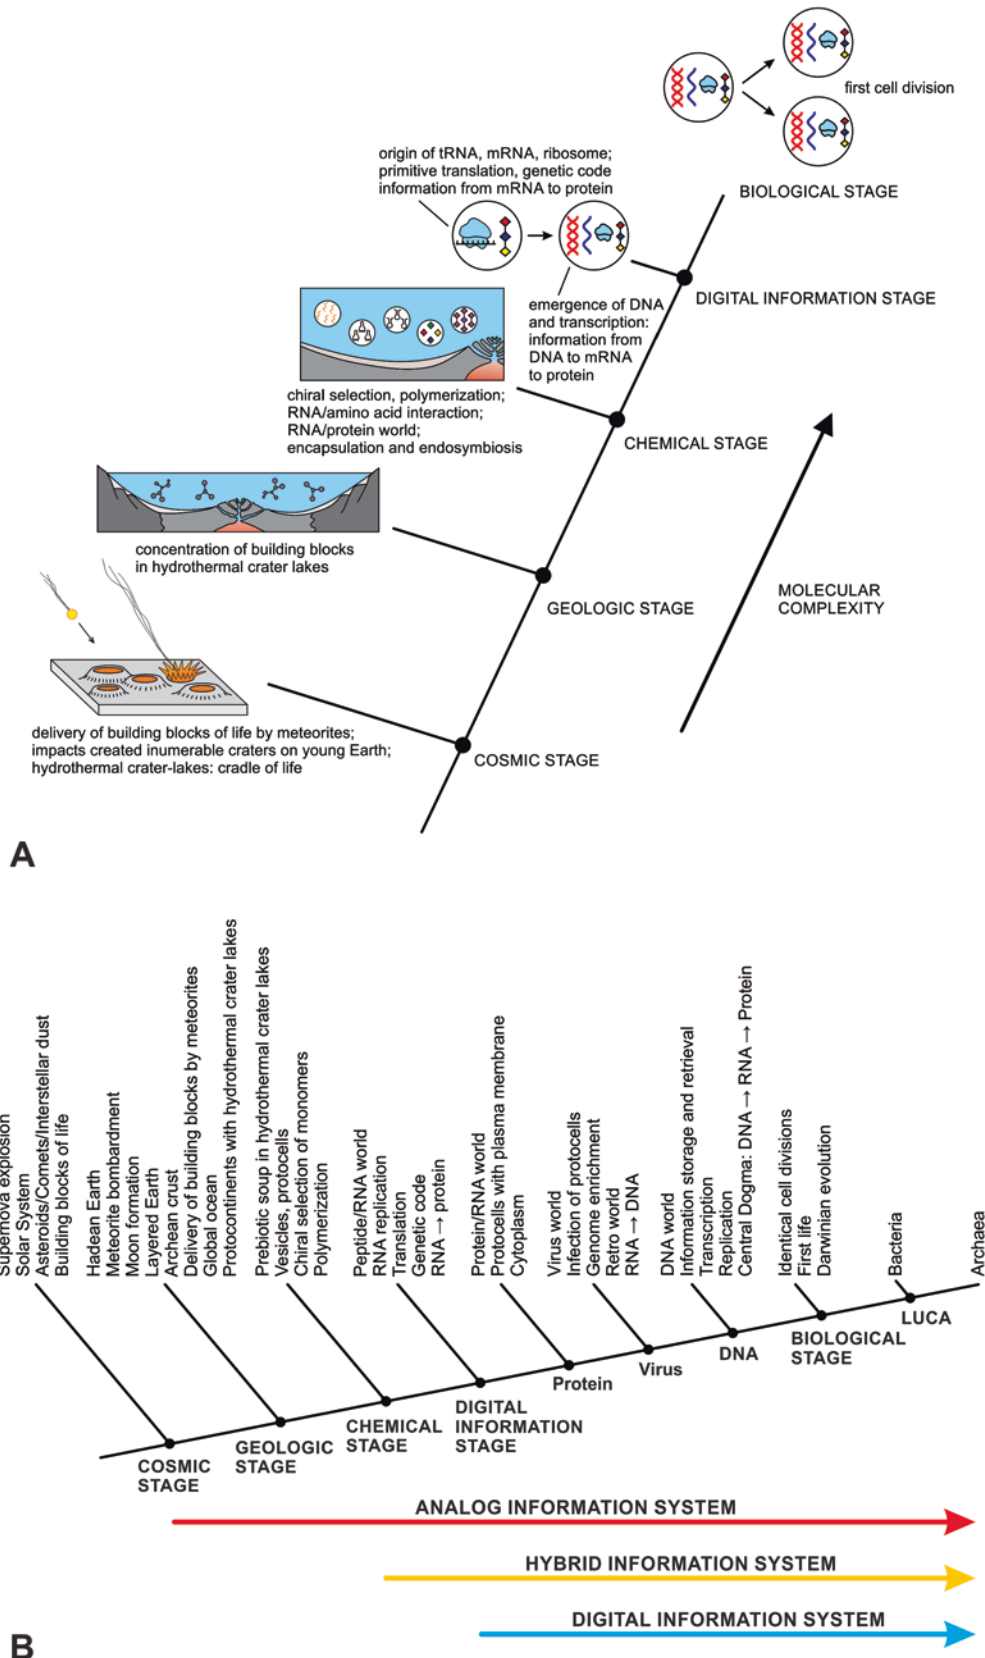 first cell division
BIOLOGICAL STAGE
origin of tRNA, mRNA, ribosome;
primitive translation, genetic code
information from mRNA to protein
DIGITAL INFORMATION STAGE
emergence of DNA
and transcription:
information from
DNA to mRNA
to protein
chiral selection, polymerization;
RNA/amino acid interaction;
RNA/protein world;
encapsulation and endosymbiosis
CHEMICAL STAGE
concentration of building blocks
in hydrothermal crater lakes
GEOLOGIC STAGE
MOLECULAR
COMPLEXITY
delivery of building blocks of life by meteorites;
impacts created inumerable craters on young Earth;
hydrothermal crater-lakes: cradle of life
COSMIC STAGE
A
Supernova explosion
Solar System
Asteroids/Comets/Interstellar dust
Building blocks of life
Hadean Earth
Meteorite bombardment
Moon formation
Layered Earth
Archean crust
Delivery of building blocks by meteorites
Global ocean
Protocontinents with hydrothermal crater lakes
Prebiotic soup in hydrothermal crater lakes
Vesicles, protocells
Chiral selection of monomers
Polymerization
Peptide/RNA world
RNA replication
Translation
Genetic code
RNA → protein
Protein/RNA world
Protocells with plasma membrane
Cytoplasm
Virus world
Infection of protocells
Genome enrichment
Retro world
RNA → DNA
DNA world
Information storage and retrieval
Transcription
Replication
Central Dogma: DNA → RNA → Protein
Identical cell divisions
First life
Darwinian evolution
Bacteria
Archaea
COSMIC
STAGE
GEOLOGIC
STAGE
CHEMICAL
STAGE
DIGITAL
INFORMATION
STAGE
Protein
Virus
DNA
BIOLOGICAL
STAGE
LUCA
ANALOG INFORMATION SYSTEM
HYBRID INFORMATION SYSTEM
DIGITAL INFORMATION SYSTEM
B